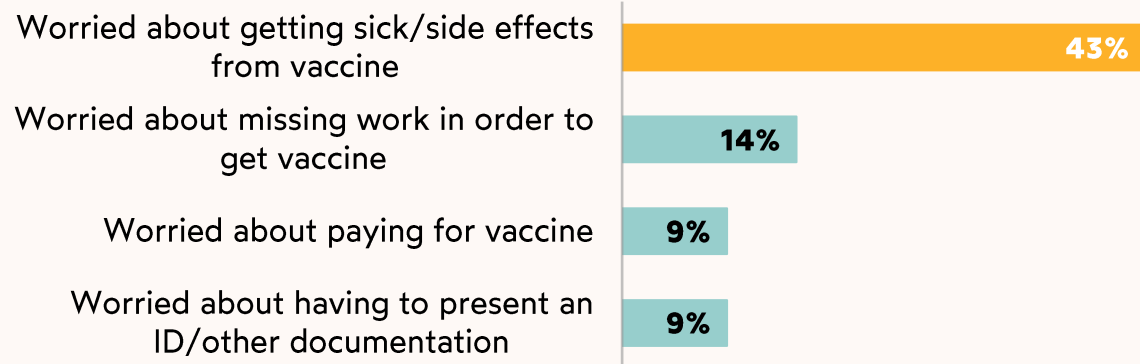 Worried about getting sick/side effects
from vaccine
43%
Worried about missing work in order to
get vaccine
14%
Worried about paying for vaccine
9%
Worried about having to present an
ID/other documentation
9%